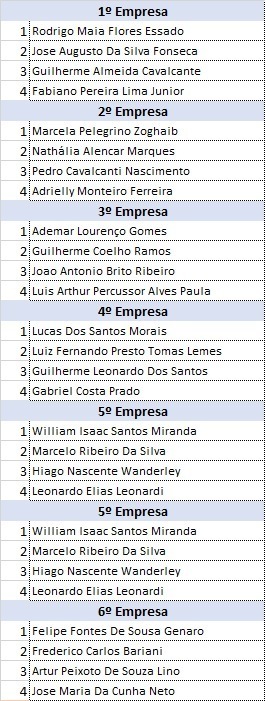 1º Empresa
1 Rodrigo Maia Flores Essado
2 Jose Augusto Da Silva Fonseca
3 Guilherme Almeida Cavalcante
4 Fabiano Pereira Lima Junior
2º Empresa
1 Marcela Pelegrino Zoghaib
2 Nathália Alencar Marques
3 Pedro Cavalcanti Nascimento
4 Adrielly Monteiro Ferreira
3º Empresa
1 Ademar Lourenço Gomes
2 Guilherme Coelho Ramos
3 Joao Antonio Brito Ribeiro
4 Luis Arthur Percussor Alves Paula
4º Empresa
1 Lucas Dos Santos Morais
2 Luiz Fernando Presto Tomas Lemes
3 Guilherme Leonardo Dos Santos
4 Gabriel Costa Prado
5º Empresa
1 William Isaac Santos Miranda
2 Marcelo Ribeiro Da Silva
3 Hiago Nascente Wanderley
4 Leonardo Elias Leonardi
5º Empresa
1 William Isaac Santos Miranda
2 Marcelo Ribeiro Da Silva
3 Hiago Nascente Wanderley
4 Leonardo Elias Leonardi
6º Empresa
1 Felipe Fontes De Sousa Genaro
2 Frederico Carlos Bariani
3 Artur Peixoto De Souza Lino
4 Jose Maria Da Cunha Neto